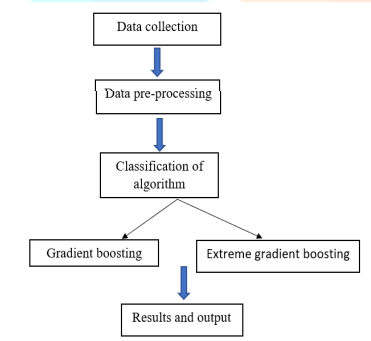 Data collection
Data pre-processing
Classification of
algorithm
Gradient boosting
Extreme gradient boosting
Results and output